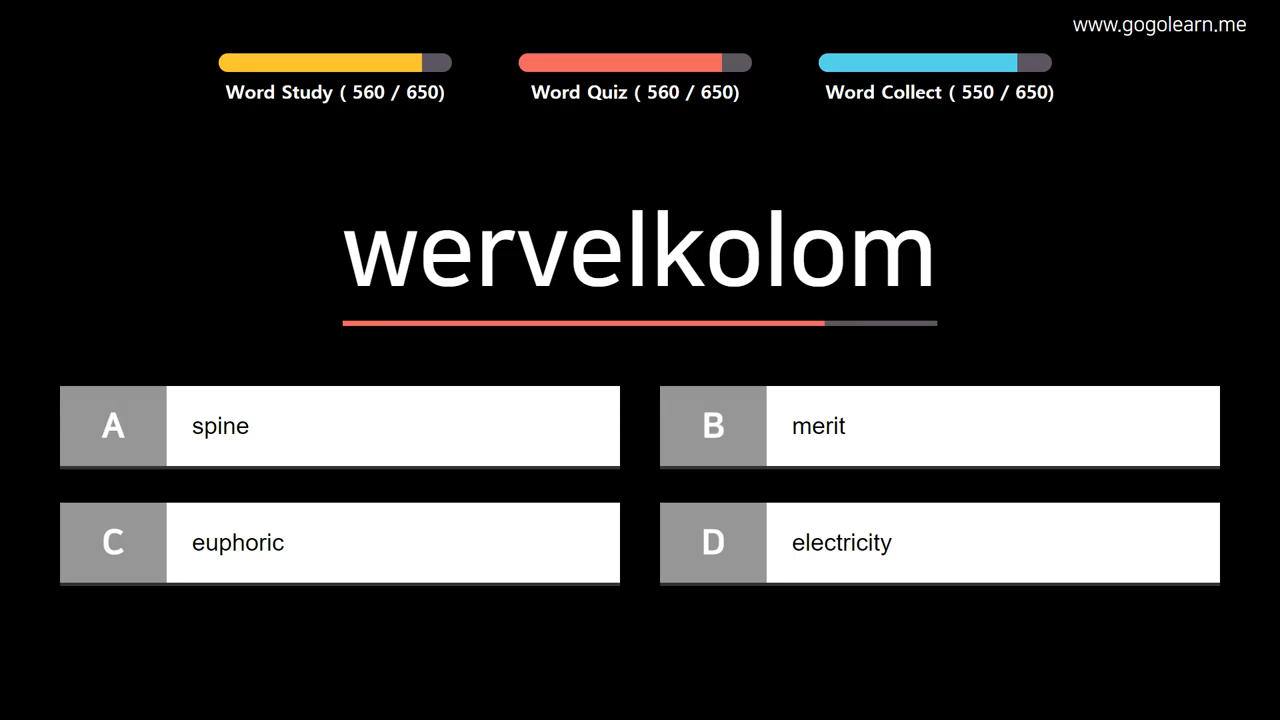 www.gogolearn.me
Word Study ( 560 / 650)
Word Quiz ( 560 / 650)
Word Collect ( 550 / 650)
wervelkolom
A spine
B merit
C euphoric
D electricity